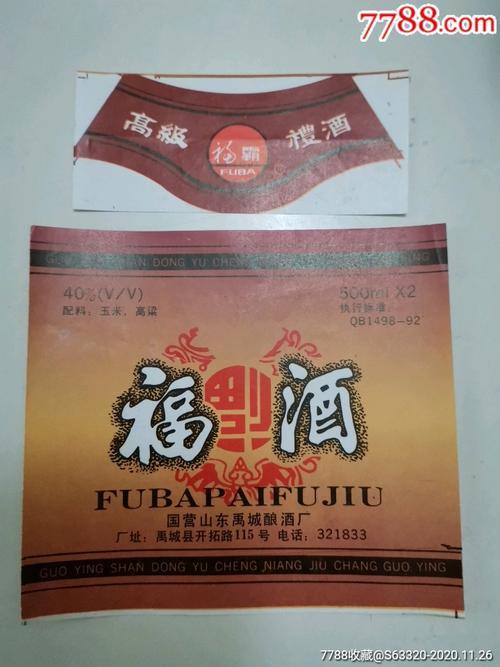 7788.com
高級 福霸 禮酒
FUBA
GUO YING SHAN DONG YU CHENG
40%(V/V) 500ml X2
配料：玉米，高梁 执行标准：
QB1498-92
福 福 酒
FUBAPAIFUJIU
国营山东禹城酿酒厂
厂址：禹城县开拓路115号 电话：321833
GUO YING SHAN DONG YU CHENG NIANG JIU CHANG GUO YING
7788收藏@S63320-2020.11.26